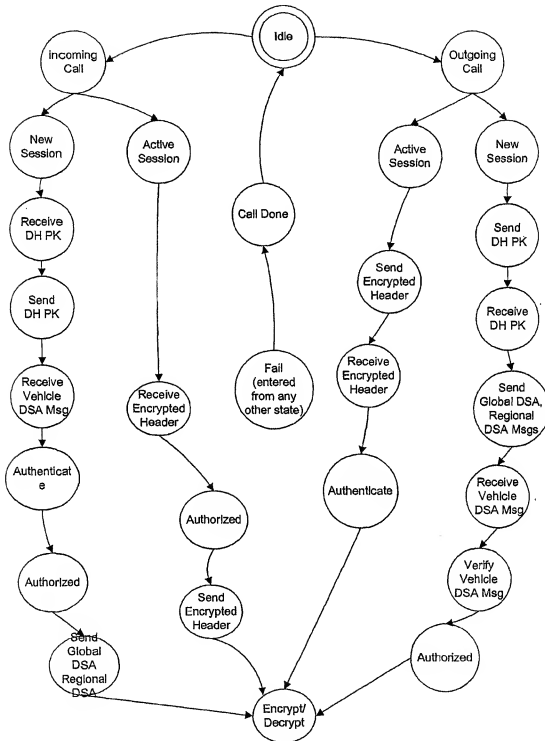 Idle
Incoming
Call
Outgoing
Call
New
Session
Active
Session
Active
Session
New
Session
Receive
DH PK
Call Done
Send
DH PK
Send
Encrypted
Header
Send
DH PK
Receive
DH PK
Fail
(entered
from any
other state)
Receive
Encrypted
Header
Receive
Vehicle
DSA Msg
Receive
Encrypted
Header
Send
Global DSA,
Regional
DSA Msgs
Authenticat
e
Authenticate
Receive
Vehicle
DSA Msg
Authorized
Authorized
Verify
Vehicle
DSA Msg
Send
Encrypted
Header
Send
Global
DSA
Regional
DSA
Authorized
Encrypt/
Decrypt